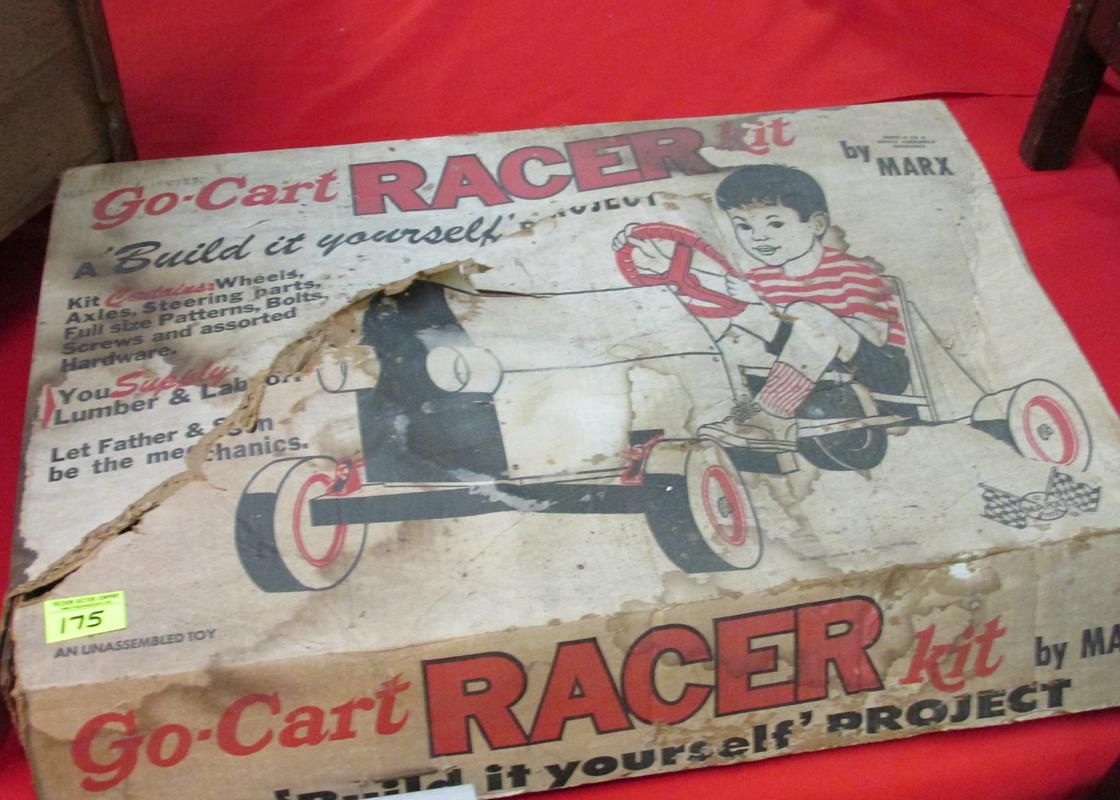 Go-Cart RACER kit
by MARX
A 'Build it yourself' PROJECT
Kit Contains: Wheels,
Axles, Steering parts,
Full size Patterns, Bolts,
Screws and assorted
Hardware.
You Supply
Lumber & Labor.
Let Father & Son
be the mechanics.
175
AN UNASSEMBLED TOY
Go-Cart RACER kit by MA
'Build it yourself' PROJECT